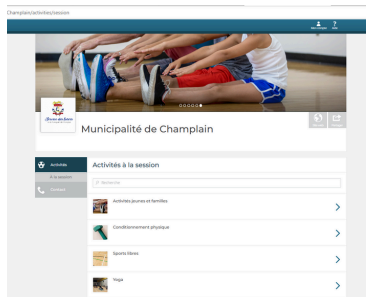 Champlain/activites/session
?
Municipalité de Champlain
Activités
À la session
Contact
Activités à la session
Recherche
Activités jeunes et familles
Conditionnement physique
Sports libres
Yoga